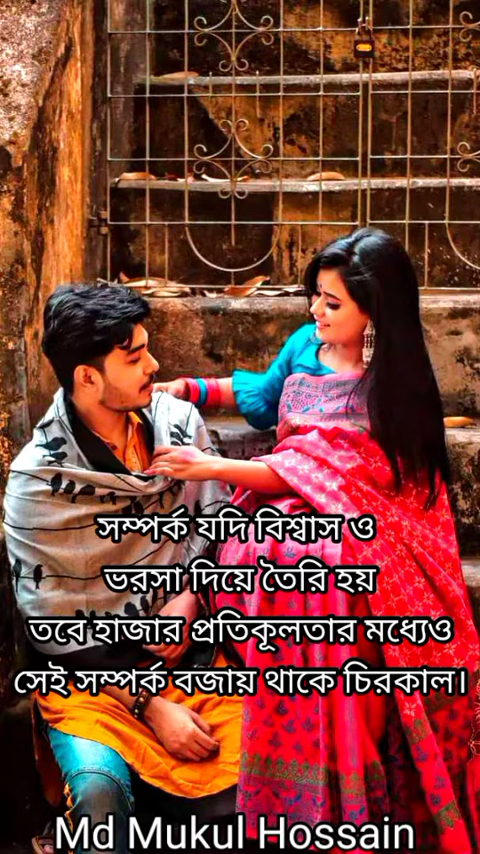 সম্পর্ক যদি বিশ্বাস ও
ভরসা দিয়ে তৈরি হয়
তবে হাজার প্রতিকূলতার মধ্যেও
সেই সম্পর্ক বজায় থাকে চিরকাল।
Md Mukul Hossain